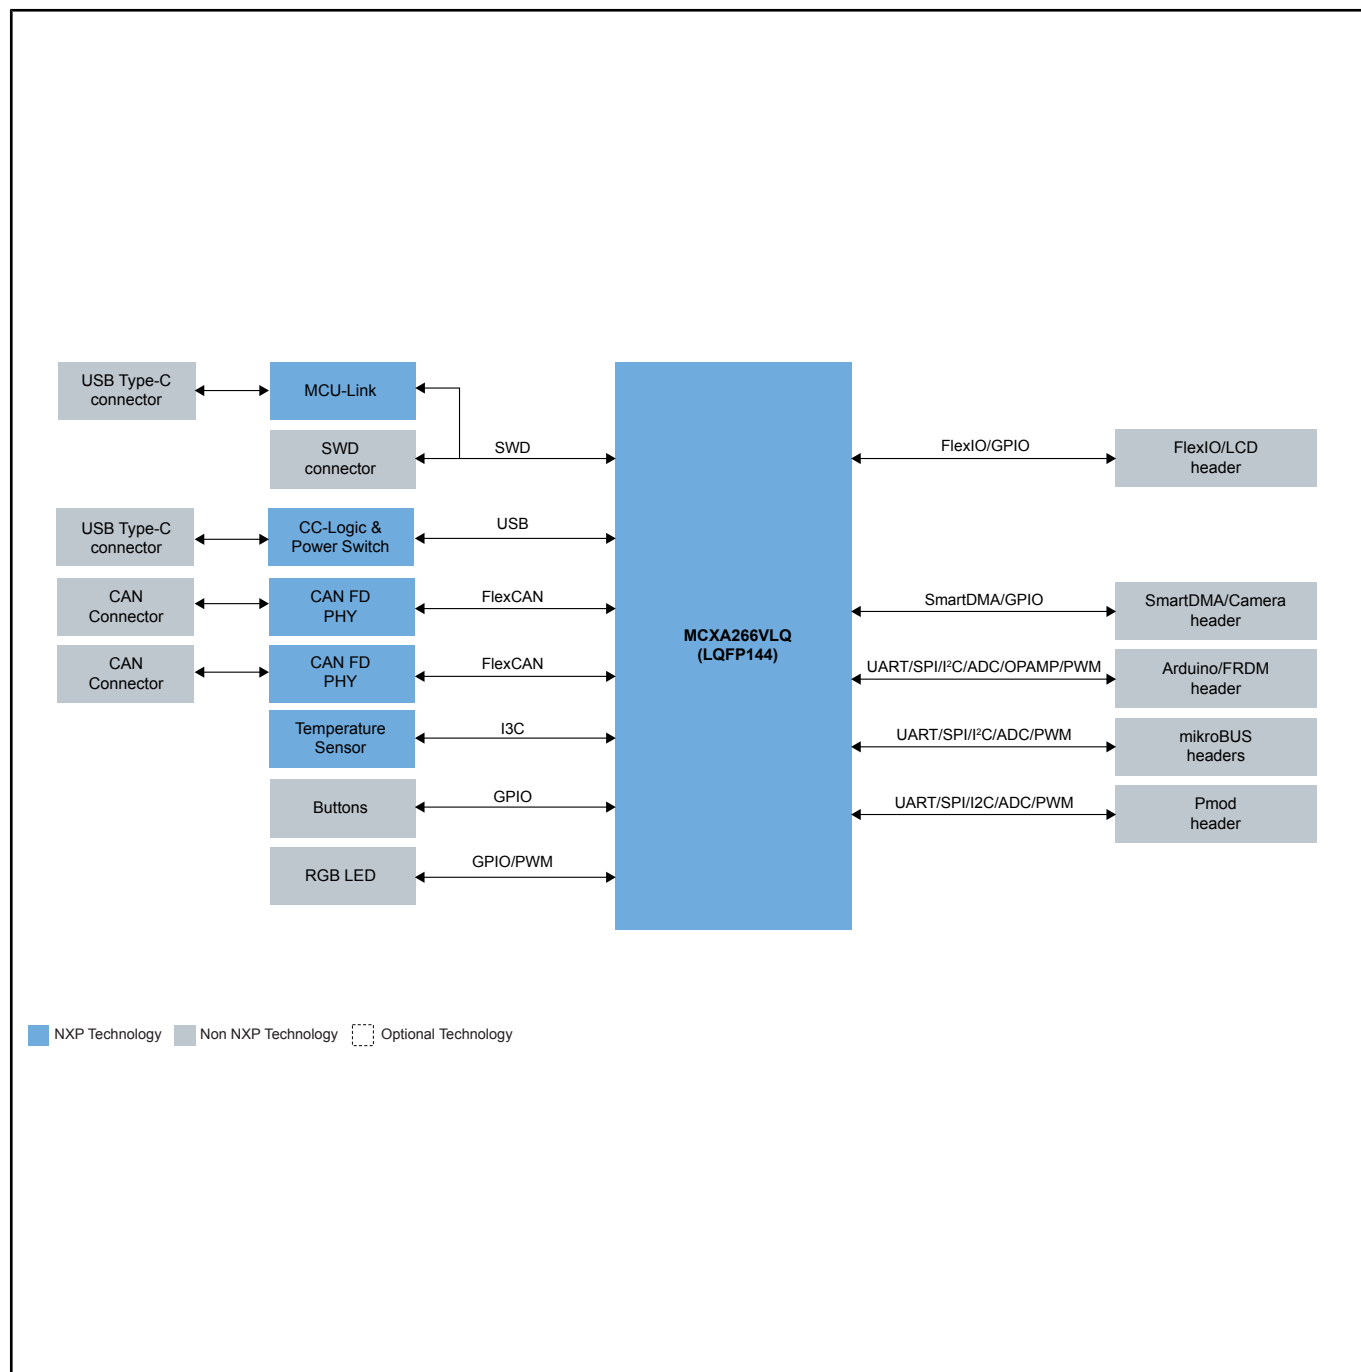 USB Type-C
connector
MCU-Link
SWD
connector
SWD
USB Type-C
connector
CC-Logic &
Power Switch
USB
CAN
Connector
CAN FD
PHY
FlexCAN
CAN
Connector
CAN FD
PHY
FlexCAN
Temperature
Sensor
I3C
Buttons
GPIO
RGB LED
GPIO/PWM
MCXA266VLQ
(LQFP144)
FlexIO/GPIO
FlexIO/LCD
header
SmartDMA/GPIO
SmartDMA/Camera
header
UART/SPI/I²C/ADC/OPAMP/PWM
Arduino/FRDM
header
UART/SPI/I²C/ADC/PWM
mikroBUS
headers
UART/SPI/I2C/ADC/PWM
Pmod
header
NXP Technology
Non NXP Technology
Optional Technology